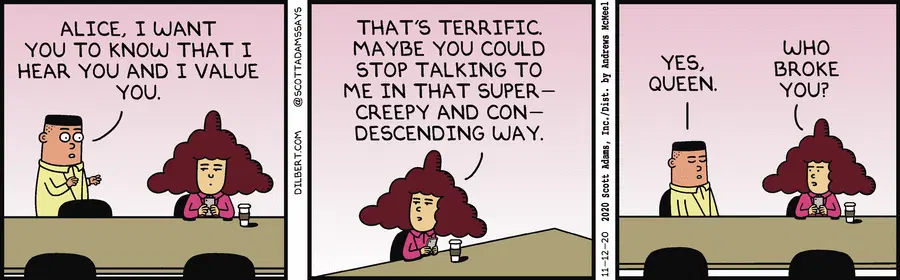 ALICE, I WANT
YOU TO KNOW THAT I
HEAR YOU AND I VALUE
YOU.
DILBERT.COM @SCOTTADAMSSAYS
THAT'S TERRIFIC.
MAYBE YOU COULD
STOP TALKING TO
ME IN THAT SUPER-
CREEPY AND CON-
DESCENDING WAY.
11-12-20 2020 Scott Adams, Inc./Dist. by Andrews McMeel
YES,
QUEEN.
WHO
BROKE
YOU?